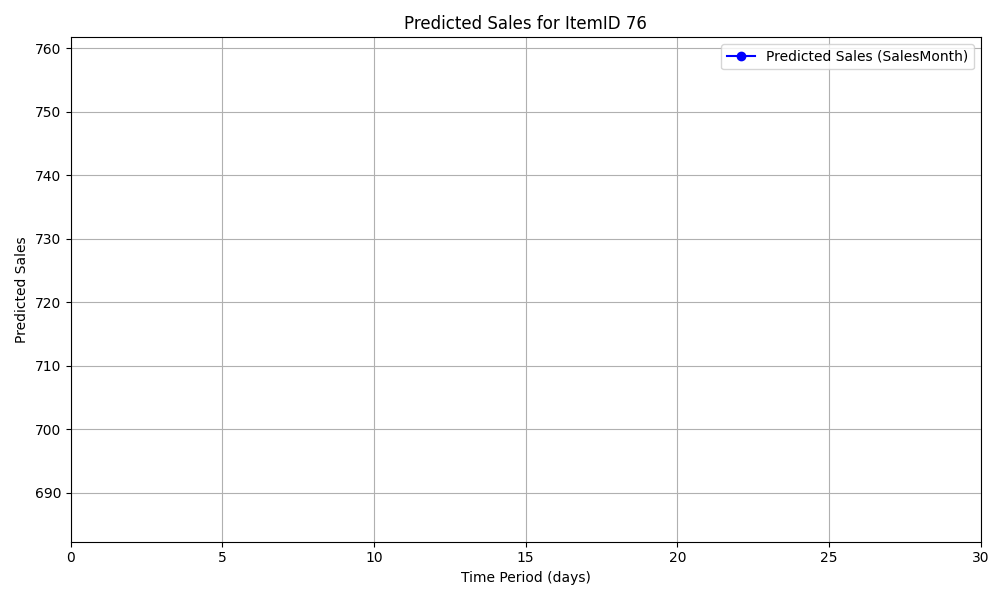 Predicted Sales for ItemID 76
Predicted Sales (SalesMonth)
Predicted Sales
760
750
740
730
720
710
700
690
0 5 10 15 20 25 30
Time Period (days)